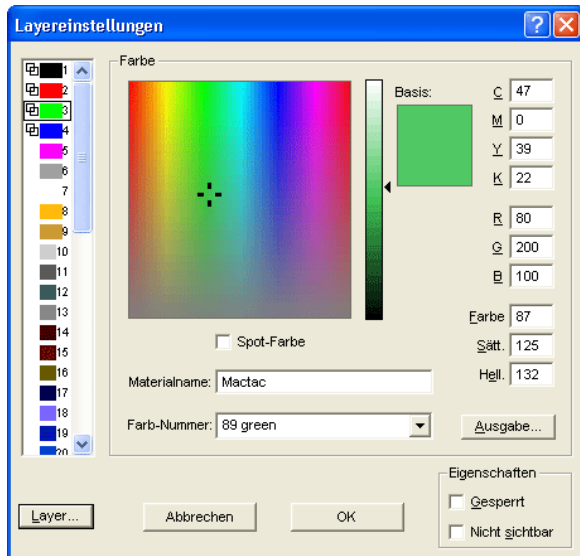 Layereinstellungen
1
2
3
4
5
6
7
8
9
10
11
12
13
14
15
16
17
18
19
20
Farbe
Basis:
C 47
M 0
Y 39
K 22
R 80
G 200
B 100
Farbe 87
Sätt. 125
Hell. 132
Spot-Farbe
Materialname: Mactac
Farb-Nummer: 89 green
Ausgabe...
Eigenschaften
Gesperrt
Nicht sichtbar
Layer...
Abbrechen
OK